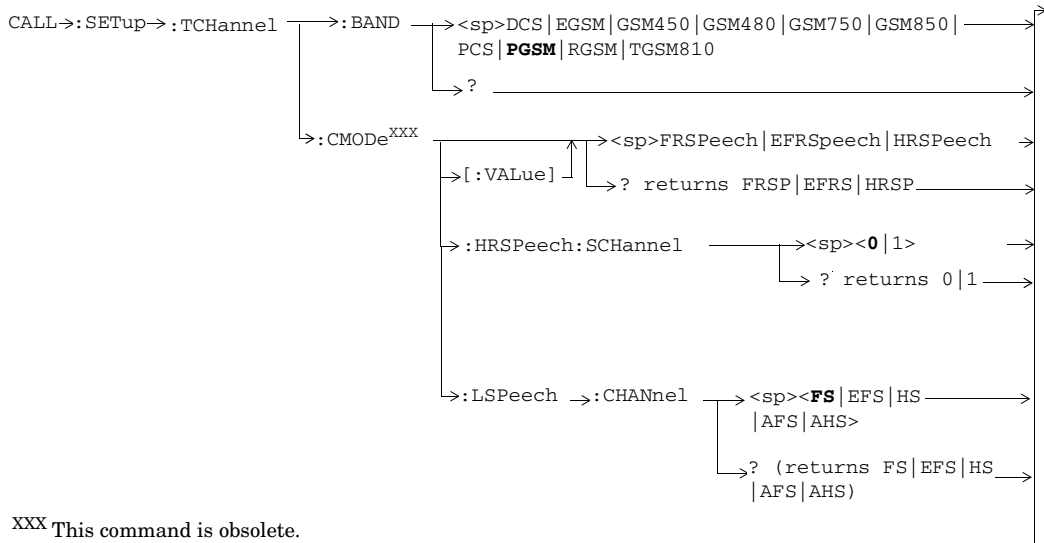 CALL :SETup :TCHannel :BAND <sp>DCS|EGSM|GSM450|GSM480|GSM750|GSM850|
PCS|PGSM|RGSM|TGSM810
?
:CMODeXXX <sp>FRSPeech|EFRSpeech|HRSPeech
[:VALue] ? returns FRSP|EFRS|HRSP
:HRSPeech:SCHannel <sp><0|1>
? returns 0|1
:LSPeech :CHANnel <sp><FS|EFS|HS
|AFS|AHS>
? (returns FS|EFS|HS
|AFS|AHS)
XXX This command is obsolete.